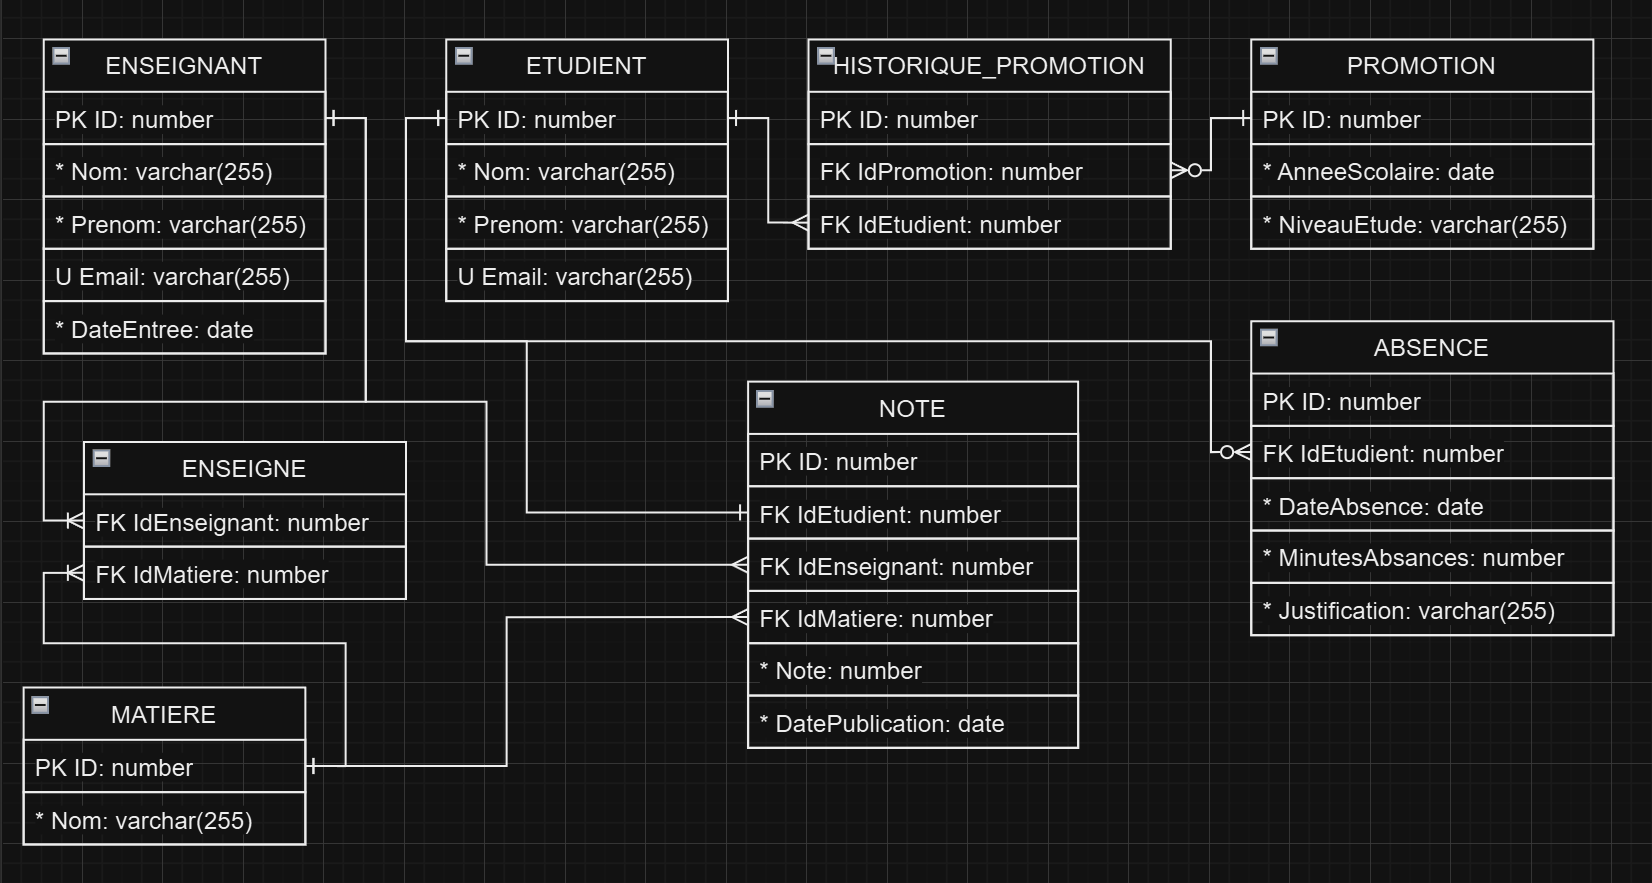 ENSEIGNANT
PK ID: number
* Nom: varchar(255)
* Prenom: varchar(255)
U Email: varchar(255)
* DateEntree: date
ETUDIENT
PK ID: number
* Nom: varchar(255)
* Prenom: varchar(255)
U Email: varchar(255)
HISTORIQUE_PROMOTION
PK ID: number
FK IdPromotion: number
FK IdEtudient: number
PROMOTION
PK ID: number
* AnneeScolaire: date
* NiveauEtude: varchar(255)
ABSENCE
PK ID: number
FK IdEtudient: number
* DateAbsence: date
* MinutesAbsances: number
* Justification: varchar(255)
NOTE
PK ID: number
FK IdEtudient: number
FK IdEnseignant: number
FK IdMatiere: number
* Note: number
* DatePublication: date
ENSEIGNE
FK IdEnseignant: number
FK IdMatiere: number
MATIERE
PK ID: number
* Nom: varchar(255)